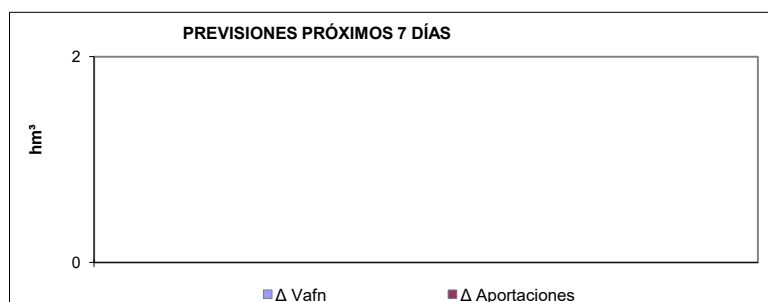 PREVISIONES PRÓXIMOS 7 DÍAS
2
hm³
0
Δ Vafn Δ Aportaciones